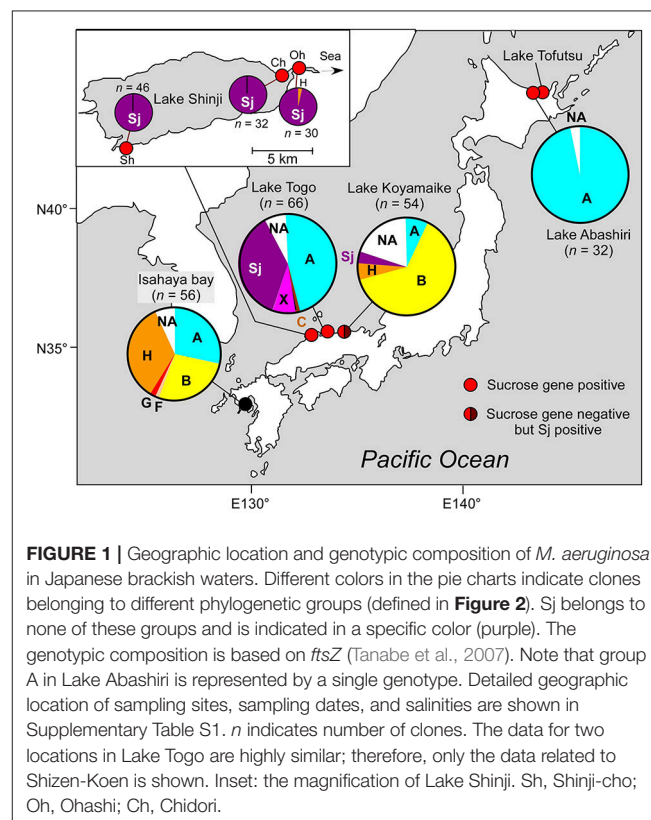 Oh
Sea
Ch
H
n = 46
Lake Shinji
Sj
Sj
Sj
n = 32
n = 30
Sh
5 km
Lake Tofutsu
NA
A
Lake Abashiri
(n = 32)
N40°
Lake Togo
(n = 66)
Lake Koyamaike
(n = 54)
NA
A
Sj
X
C
NA
A
Sj
H
B
Isahaya bay
(n = 56)
NA
A
H
B
G
F
N35°
Sucrose gene positive
Sucrose gene negative
but Sj positive
Pacific Ocean
E130°
E140°
FIGURE 1 | Geographic location and genotypic composition of M. aeruginosa
in Japanese brackish waters. Different colors in the pie charts indicate clones
belonging to different phylogenetic groups (defined in Figure 2). Sj belongs to
none of these groups and is indicated in a specific color (purple). The
genotypic composition is based on ftsZ (Tanabe et al., 2007). Note that group
A in Lake Abashiri is represented by a single genotype. Detailed geographic
location of sampling sites, sampling dates, and salinities are shown in
Supplementary Table S1. n indicates number of clones. The data for two
locations in Lake Togo are highly similar; therefore, only the data related to
Shizen-Koen is shown. Inset: the magnification of Lake Shinji. Sh, Shinji-cho;
Oh, Ohashi; Ch, Chidori.